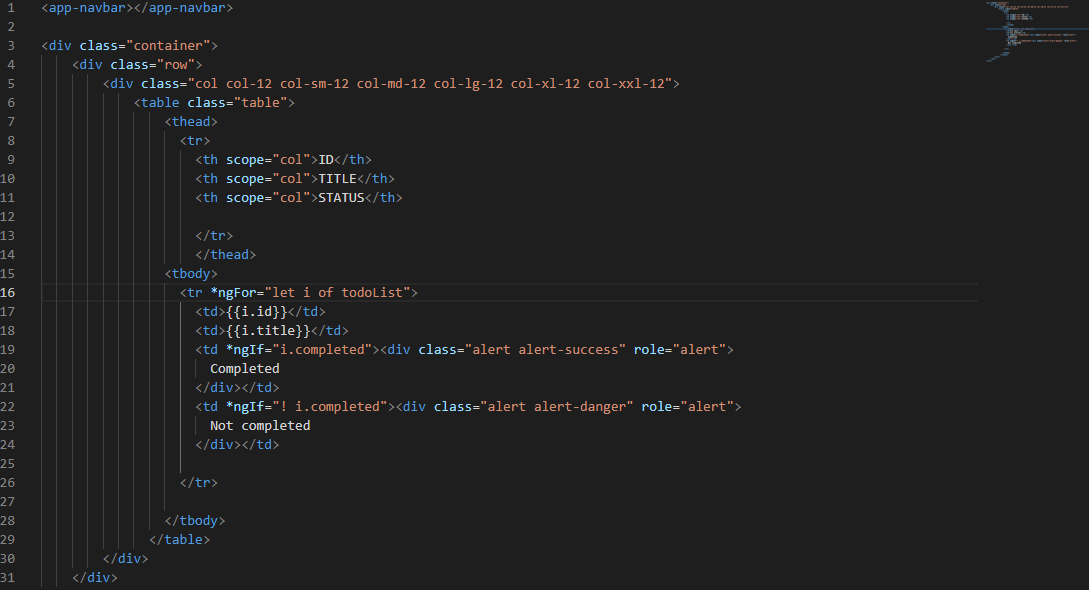 1 <app-navbar></app-navbar>
2
3 <div class="container">
4 <div class="row">
5 <div class="col col-12 col-sm-12 col-md-12 col-lg-12 col-xl-12 col-xxl-12">
6 <table class="table">
7 <thead>
8 <tr>
9 <th scope="col">ID</th>
10 <th scope="col">TITLE</th>
11 <th scope="col">STATUS</th>
12
13 </tr>
14 </thead>
15 <tbody>
16 <tr *ngFor="let i of todoList">
17 <td>{{i.id}}</td>
18 <td>{{i.title}}</td>
19 <td *ngIf="i.completed"><div class="alert alert-success" role="alert">
20 Completed
21 </div></td>
22 <td *ngIf="! i.completed"><div class="alert alert-danger" role="alert">
23 Not completed
24 </div></td>
25
26 </tr>
27
28 </tbody>
29 </table>
30 </div>
31 </div>